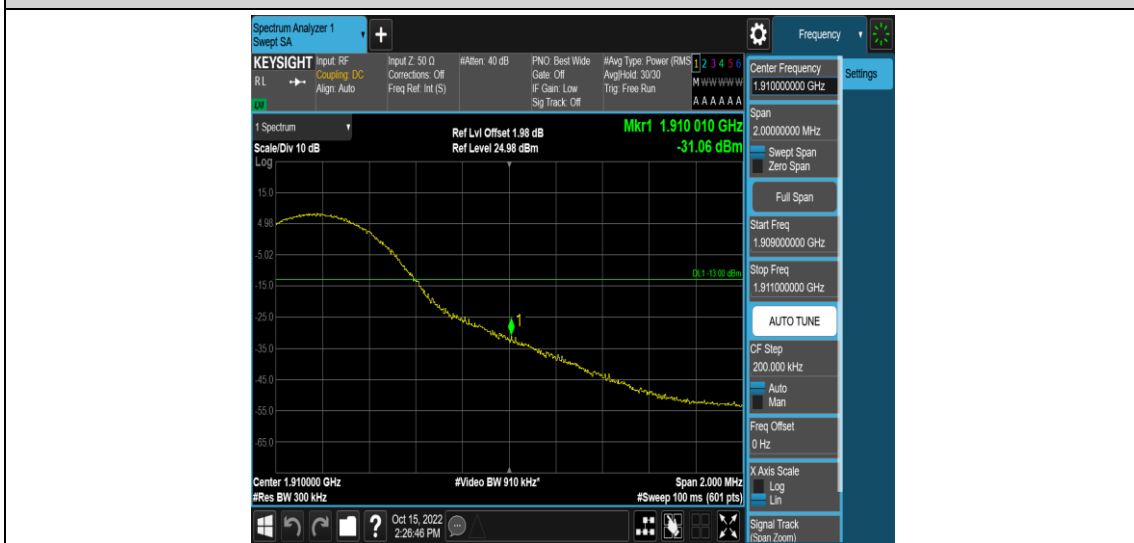 Spectrum Analyzer 1
Swept SA
Frequency
KEYSIGHT
RL
LXI
Input: RF
Coupling: DC
Align: Auto
Input Z: 50 Ω
Corrections: Off
Freq Ref: Int (S)
#Atten: 40 dB
PNO: Best Wide
Gate: Off
IF Gain: Low
Sig Track: Off
#Avg Type: Power (RMS
Avg|Hold: 30/30
Trig: Free Run
1 2 3 4 5 6
M W W W W W
A A A A A A
1 Spectrum
Scale/Div 10 dB
Ref Lvl Offset 1.98 dB
Ref Level 24.98 dBm
Mkr1 1.910 010 GHz
-31.06 dBm
Log
15.0
4.98
-5.02
-15.0
-25.0
-35.0
-45.0
-55.0
-65.0
DL1 -13.00 dBm
1
Center 1.910000 GHz
#Res BW 300 kHz
#Video BW 910 kHz*
Span 2.000 MHz
#Sweep 100 ms (601 pts)
Oct 15, 2022
2:26:46 PM
Center Frequency
1.910000000 GHz
Settings
Span
2.00000000 MHz
Swept Span
Zero Span
Full Span
Start Freq
1.909000000 GHz
Stop Freq
1.911000000 GHz
AUTO TUNE
CF Step
200.000 kHz
Auto
Man
Freq Offset
0 Hz
X Axis Scale
Log
Lin
Signal Track
(Span Zoom)